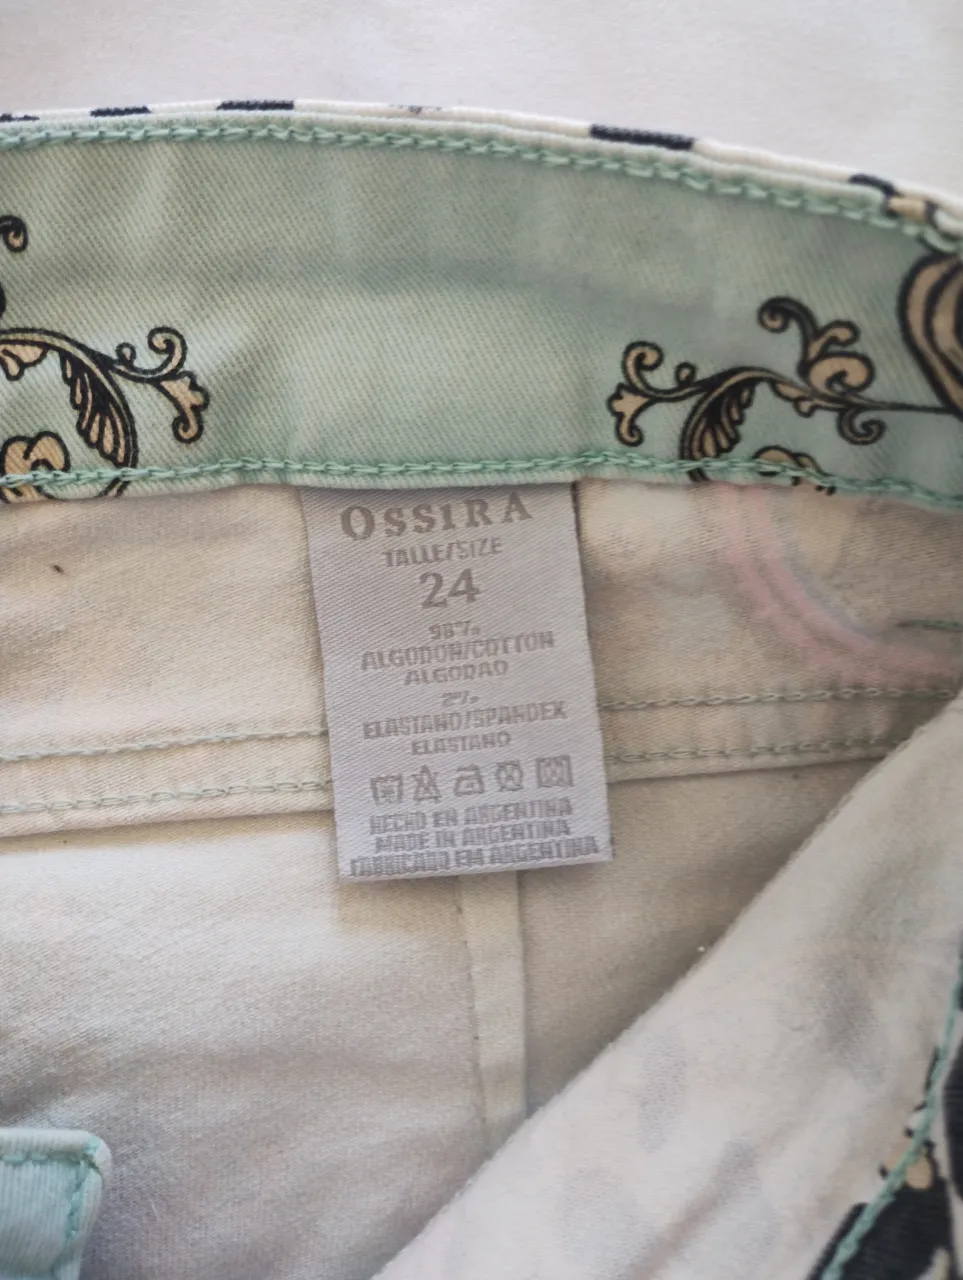 OSSIRA
TALLE/SIZE
24
98%
ALGODON/COTTON
ALGODAO
2%
ELASTANO/SPANDEX
ELASTANO
HECHO EN ARGENTINA
MADE IN ARGENTINA
FABRICADO EM ARGENTINA